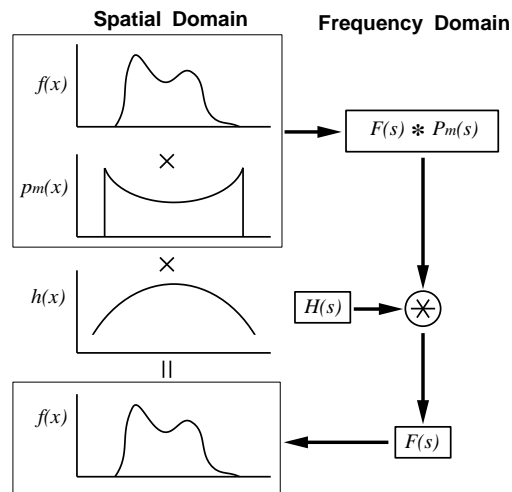 Spatial Domain
Frequency Domain
f(x)
F(s) * Pm(s)
×
pm(x)
×
h(x)
H(s)
*
=
f(x)
F(s)